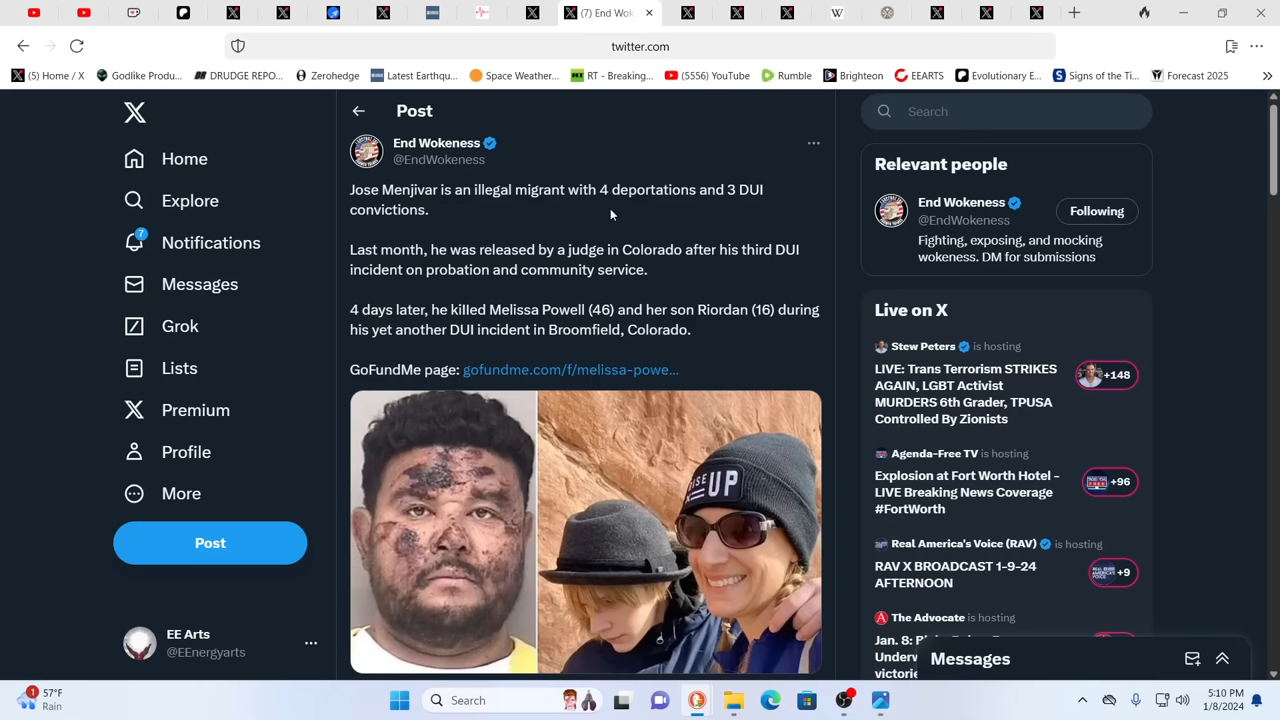 (7) End Wok
twitter.com
(5) Home / X
Godlike Produ...
DRUDGE REPO...
Zerohedge
Latest Earthqu...
Space Weather...
RT - Breaking...
(5556) YouTube
Rumble
Brighteon
EEARTS
Evolutionary E...
Signs of the Ti...
Forecast 2025
Home
Explore
7
Notifications
Messages
Grok
Lists
Premium
Profile
More
Post
EE Arts
@EEnergyarts
Post
End Wokeness
@EndWokeness
Jose Menjivar is an illegal migrant with 4 deportations and 3 DUI
convictions.
Last month, he was released by a judge in Colorado after his third DUI
incident on probation and community service.
4 days later, he killed Melissa Powell (46) and her son Riordan (16) during
his yet another DUI incident in Broomfield, Colorado.
GoFundMe page: gofundme.com/f/melissa-powe...
UP
Search
Relevant people
End Wokeness
@EndWokeness
Following
Fighting, exposing, and mocking
wokeness. DM for submissions
Live on X
Stew Peters is hosting
LIVE: Trans Terrorism STRIKES
AGAIN, LGBT Activist
MURDERS 6th Grader, TPUSA
Controlled By Zionists
+148
Agenda-Free TV is hosting
Explosion at Fort Worth Hotel -
LIVE Breaking News Coverage
#FortWorth
+96
Real America's Voice (RAV) is hosting
RAV X BROADCAST 1-9-24
AFTERNOON
+9
The Advocate is hosting
Messages
1
57°F
Rain
Search
5:10 PM
1/8/2024